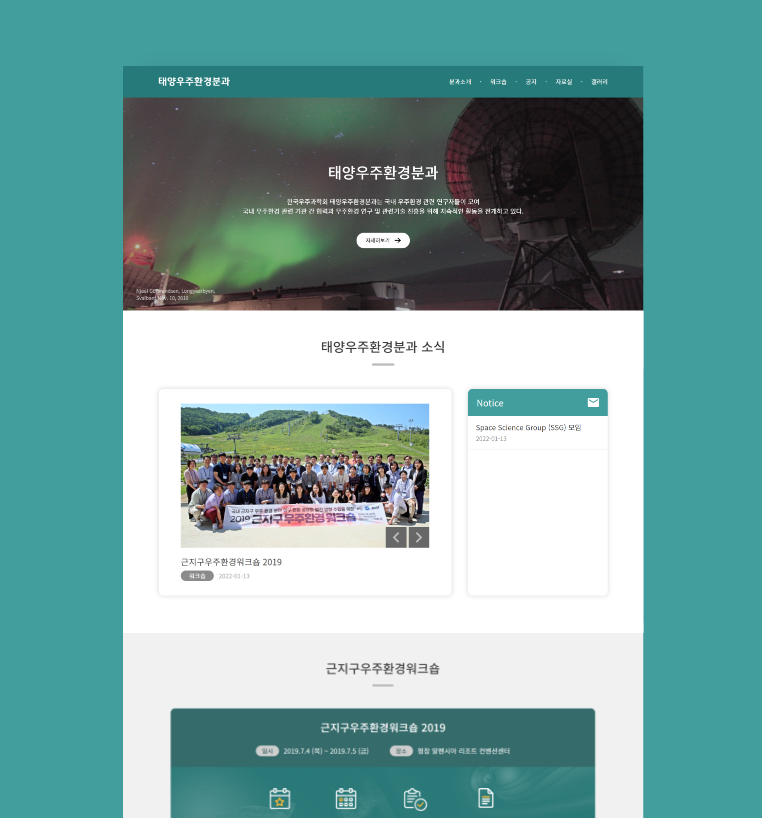 태양우주환경분과
분과소개 · 워크숍 · 공지 · 자료실 · 갤러리
태양우주환경분과
한국우주과학회 태양우주환경분과는 국내 우주환경 관련 연구자들이 모여
국내 우주환경 관련 기관 간 협력과 우주환경 연구 및 관련기술 진흥을 위해 지속적인 활동을 전개하고 있다.
자세히보기
Njaal Gulbrandsen, Longyearbyen,
Svalbard Nov. 10, 2010
태양우주환경분과 소식
2019 근지구우주환경 워크숍
근지구우주환경워크숍 2019
워크숍 2022-01-13
Notice
Space Science Group (SSG) 모임
2022-01-13
근지구우주환경워크숍
근지구우주환경워크숍 2019
일시 2019.7.4 (목) ~ 2019.7.5 (금) 장소 평창 알펜시아 리조트 컨벤션센터